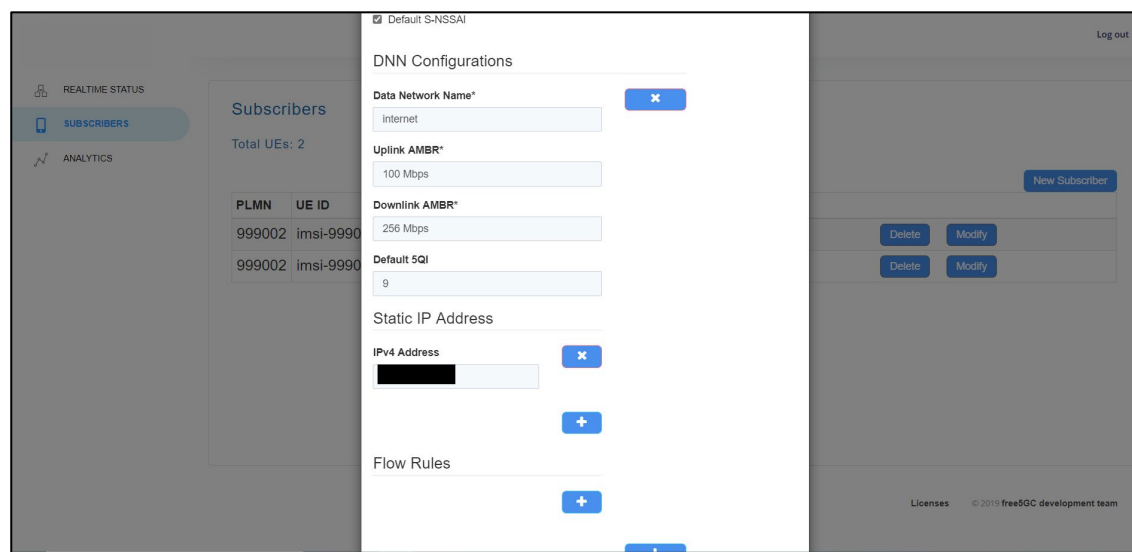 Default S-NSSAI
Log out
DNN Configurations
REALTIME STATUS
SUBSCRIBERS
ANALYTICS
Subscribers
Total UEs: 2
New Subscriber
PLMN UE ID
999002 imsi-9990
Delete Modify
999002 imsi-9990
Delete Modify
Data Network Name*
internet
Uplink AMBR*
100 Mbps
Downlink AMBR*
256 Mbps
Default 5QI
9
Static IP Address
IPv4 Address
Flow Rules
Licenses © 2019 free5GC development team